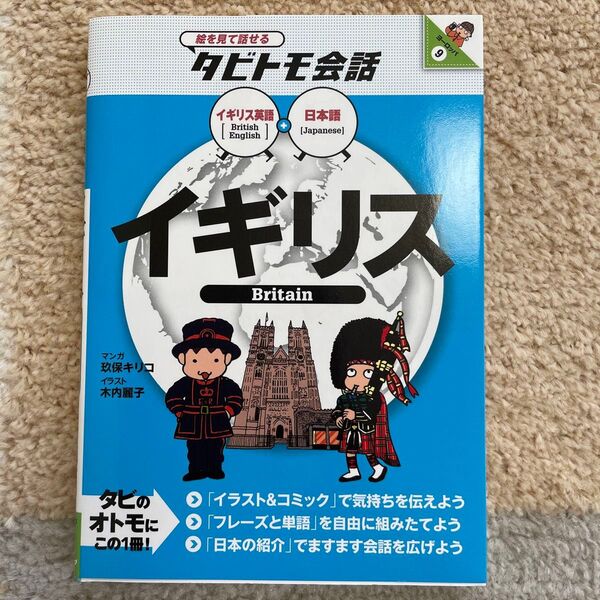 絵を見て話せる
タビトモ会話
ヨーロッパ
9
イギリス英語
[British
English]
+
日本語
[Japanese]
イギリス
Britain
マンガ
玖保キリコ
イラスト
木内麗子
タビの
オトモに
この1冊!
「イラスト&コミック」で気持ちを伝えよう
「フレーズと単語」を自由に組みたてよう
「日本の紹介」でますます会話を広げよう